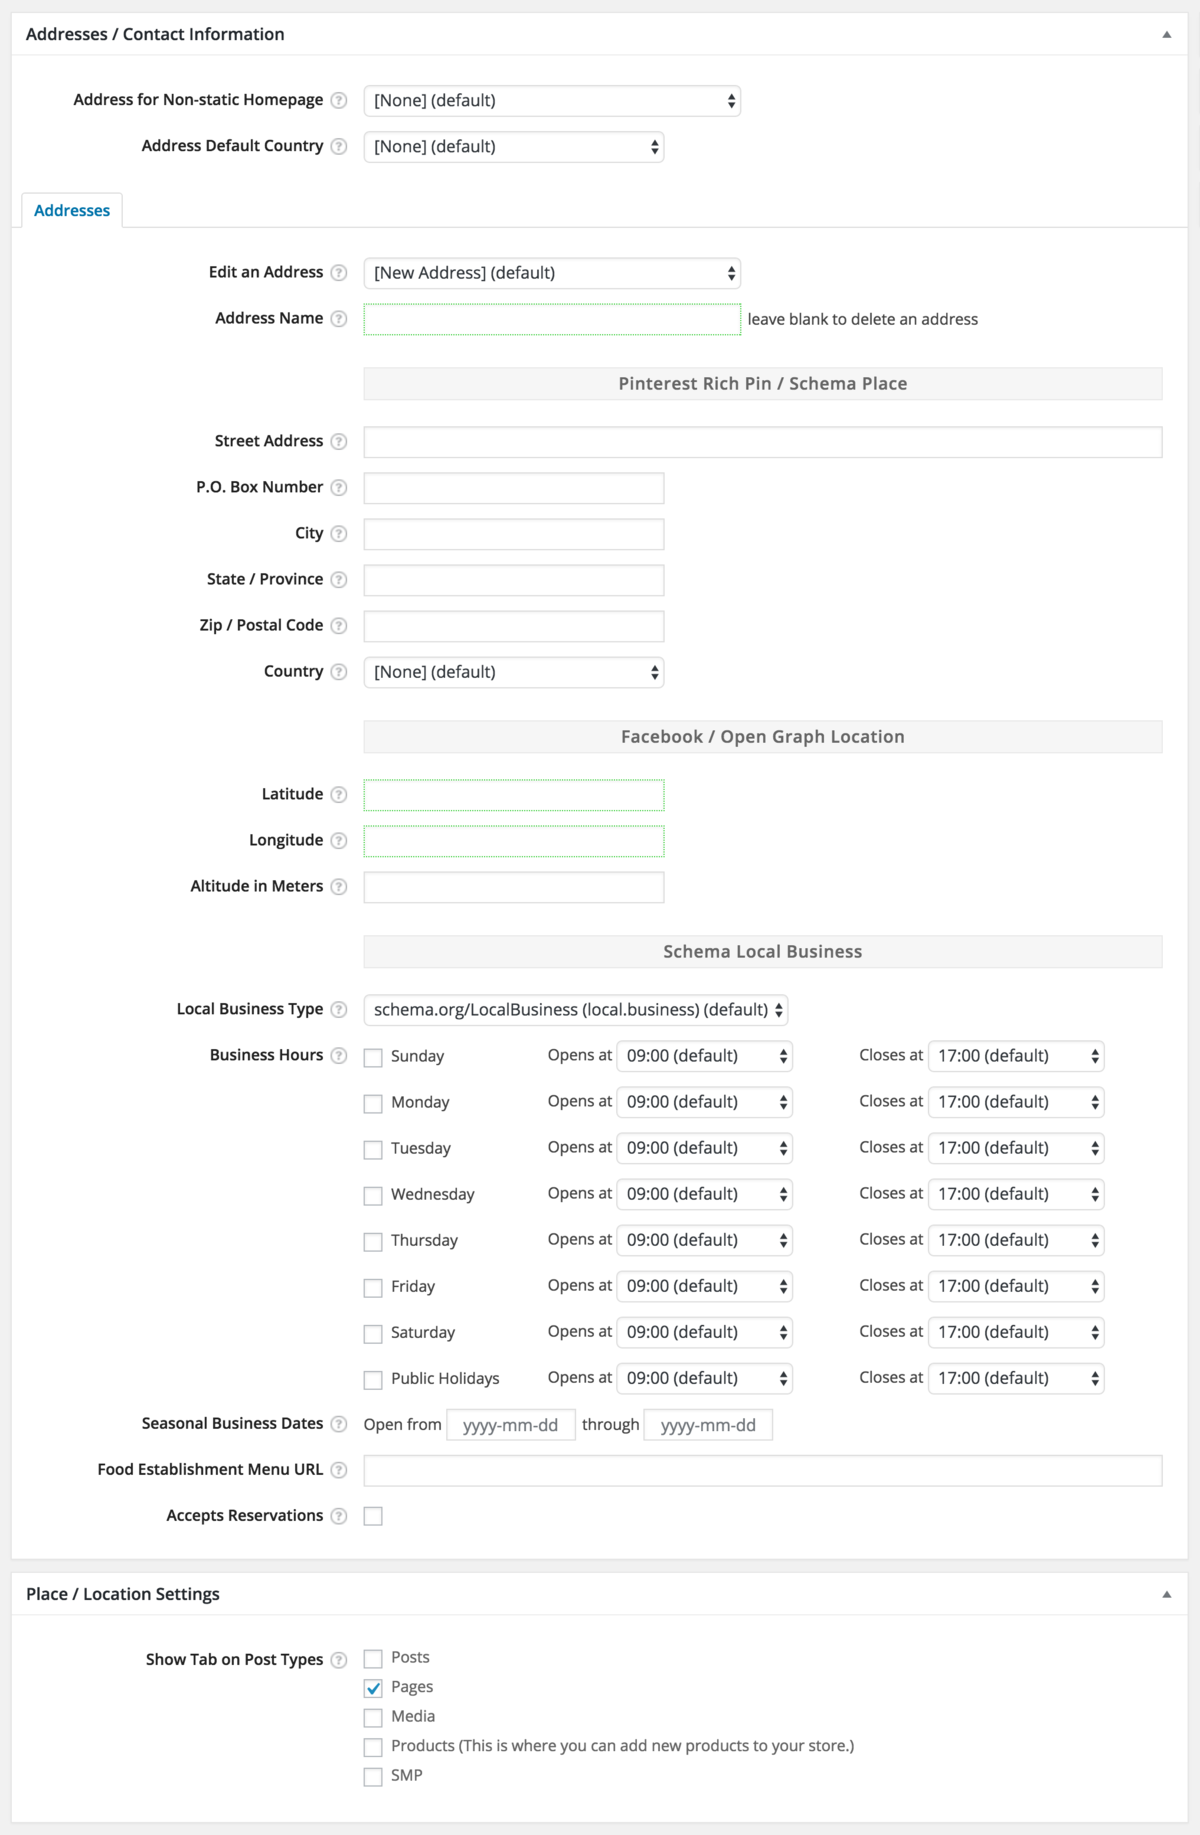 Addresses / Contact Information
Address for Non-static Homepage ? [None] (default)
Address Default Country ? [None] (default)
Addresses
Edit an Address ? [New Address] (default)
Address Name ? leave blank to delete an address
Pinterest Rich Pin / Schema Place
Street Address ?
P.O. Box Number ?
City ?
State / Province ?
Zip / Postal Code ?
Country ? [None] (default)
Facebook / Open Graph Location
Latitude ?
Longitude ?
Altitude in Meters ?
Schema Local Business
Local Business Type ? schema.org/LocalBusiness (local.business) (default)
Business Hours ? Sunday Opens at 09:00 (default) Closes at 17:00 (default)
Monday Opens at 09:00 (default) Closes at 17:00 (default)
Tuesday Opens at 09:00 (default) Closes at 17:00 (default)
Wednesday Opens at 09:00 (default) Closes at 17:00 (default)
Thursday Opens at 09:00 (default) Closes at 17:00 (default)
Friday Opens at 09:00 (default) Closes at 17:00 (default)
Saturday Opens at 09:00 (default) Closes at 17:00 (default)
Public Holidays Opens at 09:00 (default) Closes at 17:00 (default)
Seasonal Business Dates ? Open from yyyy-mm-dd through yyyy-mm-dd
Food Establishment Menu URL ?
Accepts Reservations ?
Place / Location Settings
Show Tab on Post Types ? Posts
Pages
Media
Products (This is where you can add new products to your store.)
SMP